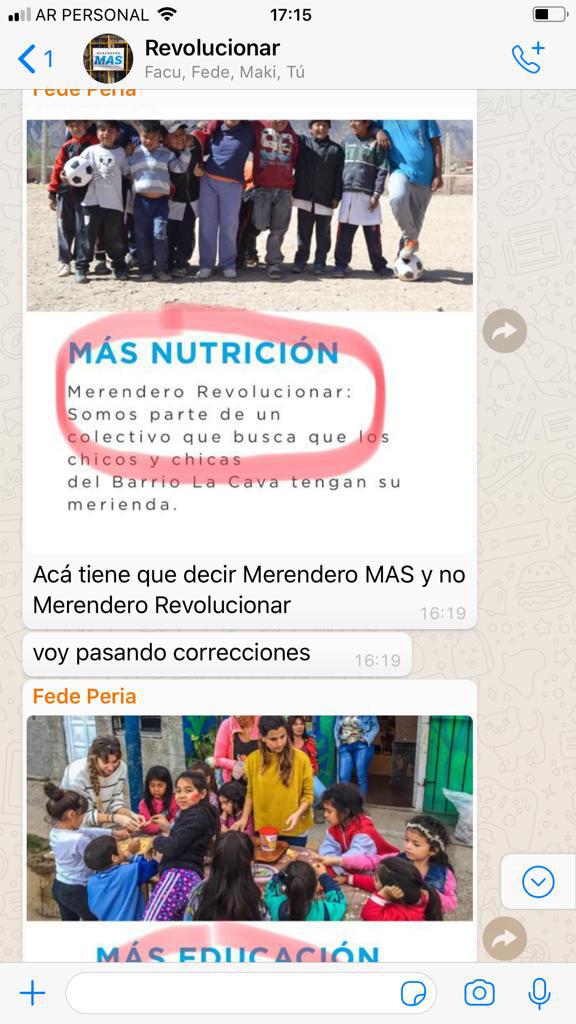 AR PERSONAL
17:15
1
MAS
Revolucionar
Facu, Fede, Maki, Tú
Fede Peria
MÁS NUTRICIÓN
Merendero Revolucionar:
Somos parte de un
colectivo que busca que los
chicos y chicas
del Barrio La Cava tengan su
merienda.
Acá tiene que decir Merendero MAS y no
Merendero Revolucionar
16:19
voy pasando correcciones
16:19
Fede Peria
MÁS EDUCACIÓN